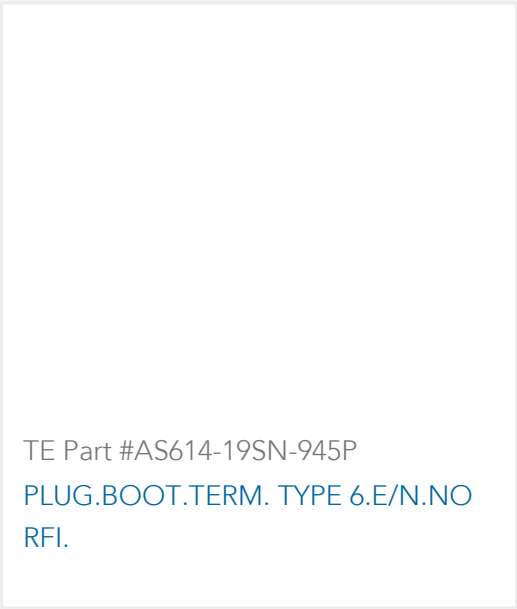 TE Part #AS614-19SN-945P
PLUG.BOOT.TERM. TYPE 6.E/N.NO
RFI.